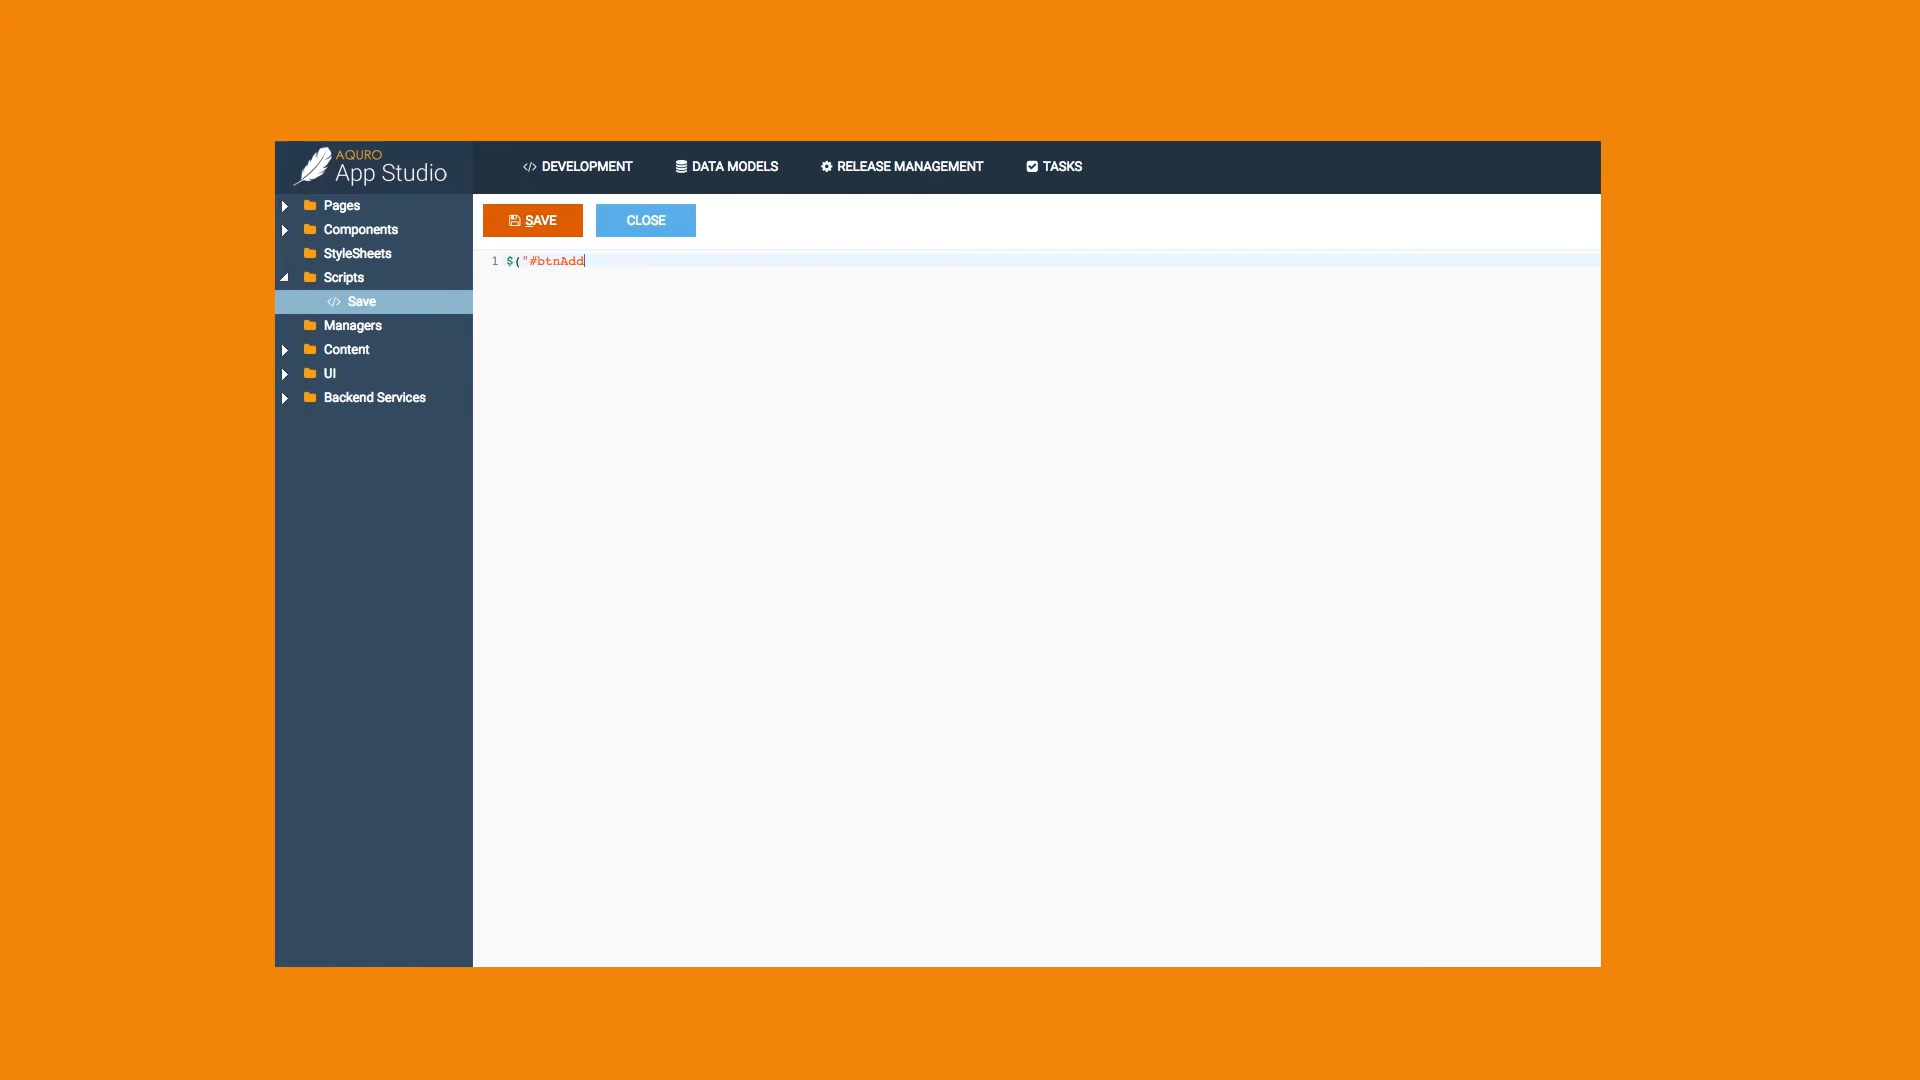 AQURO
App Studio
</> DEVELOPMENT
DATA MODELS
RELEASE MANAGEMENT
TASKS
Pages
Components
StyleSheets
Scripts
</> Save
Managers
Content
UI
Backend Services
SAVE
CLOSE
1 $("#btnAdd